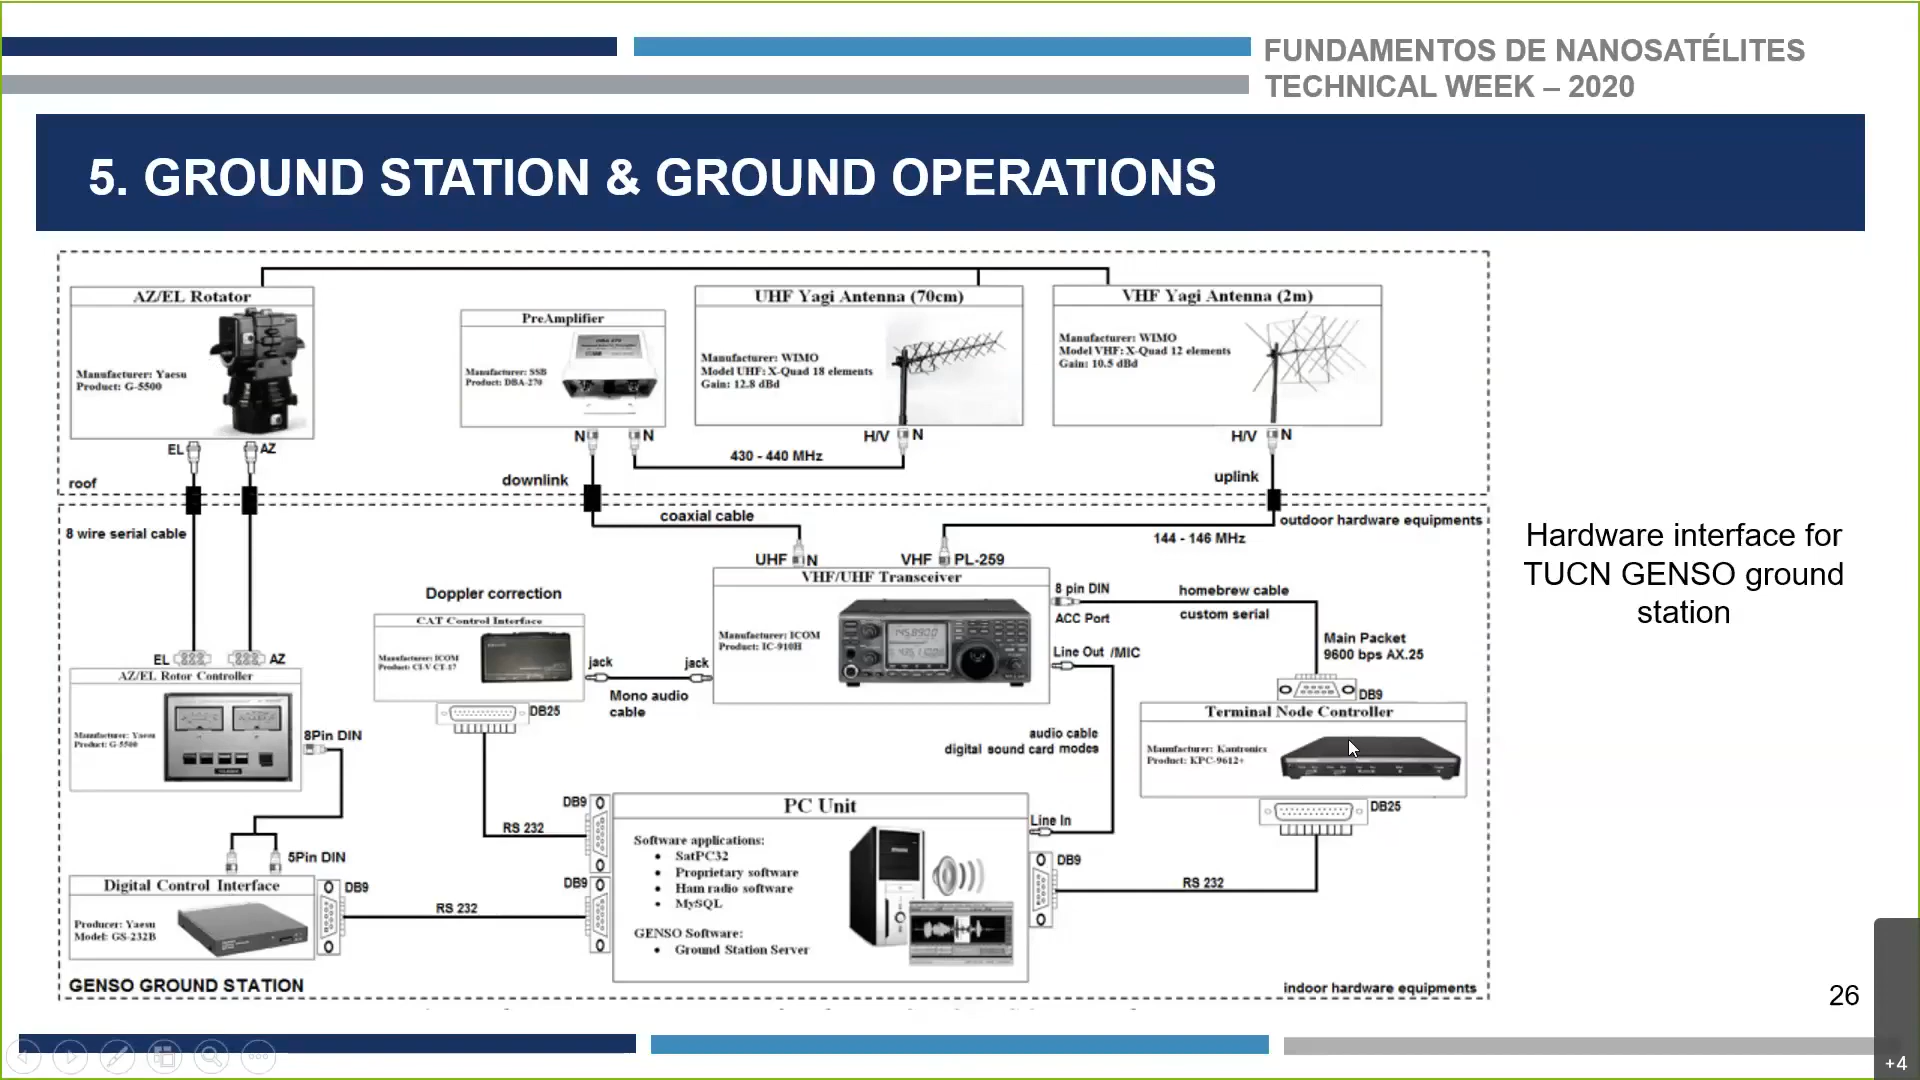 FUNDAMENTOS DE NANOSATÉLITES
TECHNICAL WEEK – 2020
5. GROUND STATION & GROUND OPERATIONS
AZ/EL Rotator
Manufacturer: Yaesu
Product: G-5500
EL
AZ
roof
PreAmplifier
Manufacturer: SSB
Product: DBA-270
N
N
downlink
430 - 440 MHz
UHF Yagi Antenna (70cm)
Manufacturer: WIMO
Model UHF: X-Quad 18 elements
Gain: 12.8 dBd
H/V
N
VHF Yagi Antenna (2m)
Manufacturer: WIMO
Model VHF: X-Quad 12 elements
Gain: 10.5 dBd
H/V
N
uplink
8 wire serial cable
coaxial cable
outdoor hardware equipments
144 - 146 MHz
UHF
N
VHF
PL-259
VHF/UHF Transceiver
Manufacturer: ICOM
Product: IC-910H
8 pin DIN
ACC Port
homebrew cable
custom serial
Line Out /MIC
Main Packet
9600 bps AX.25
DB9
Doppler correction
CAT Control Interface
Manufacturer: ICOM
Product: CI-V CT-17
jack
jack
Mono audio
cable
DB25
EL
AZ
AZ/EL Rotor Controller
Manufacturer: Yaesu
Product: G-5500
8Pin DIN
Terminal Node Controller
Manufacturer: Kantronics
Product: KPC-9612+
DB25
audio cable
digital sound card modes
Line In
DB9
RS 232
DB9
RS 232
5Pin DIN
Digital Control Interface
Producer: Yaesu
Model: GS-232B
DB9
RS 232
DB9
PC Unit
Software applications:
• SatPC32
• Proprietary software
• Ham radio software
• MySQL
GENSO Software:
• Ground Station Server
GENSO GROUND STATION
indoor hardware equipments
Hardware interface for
TUCN GENSO ground
station
26
+4